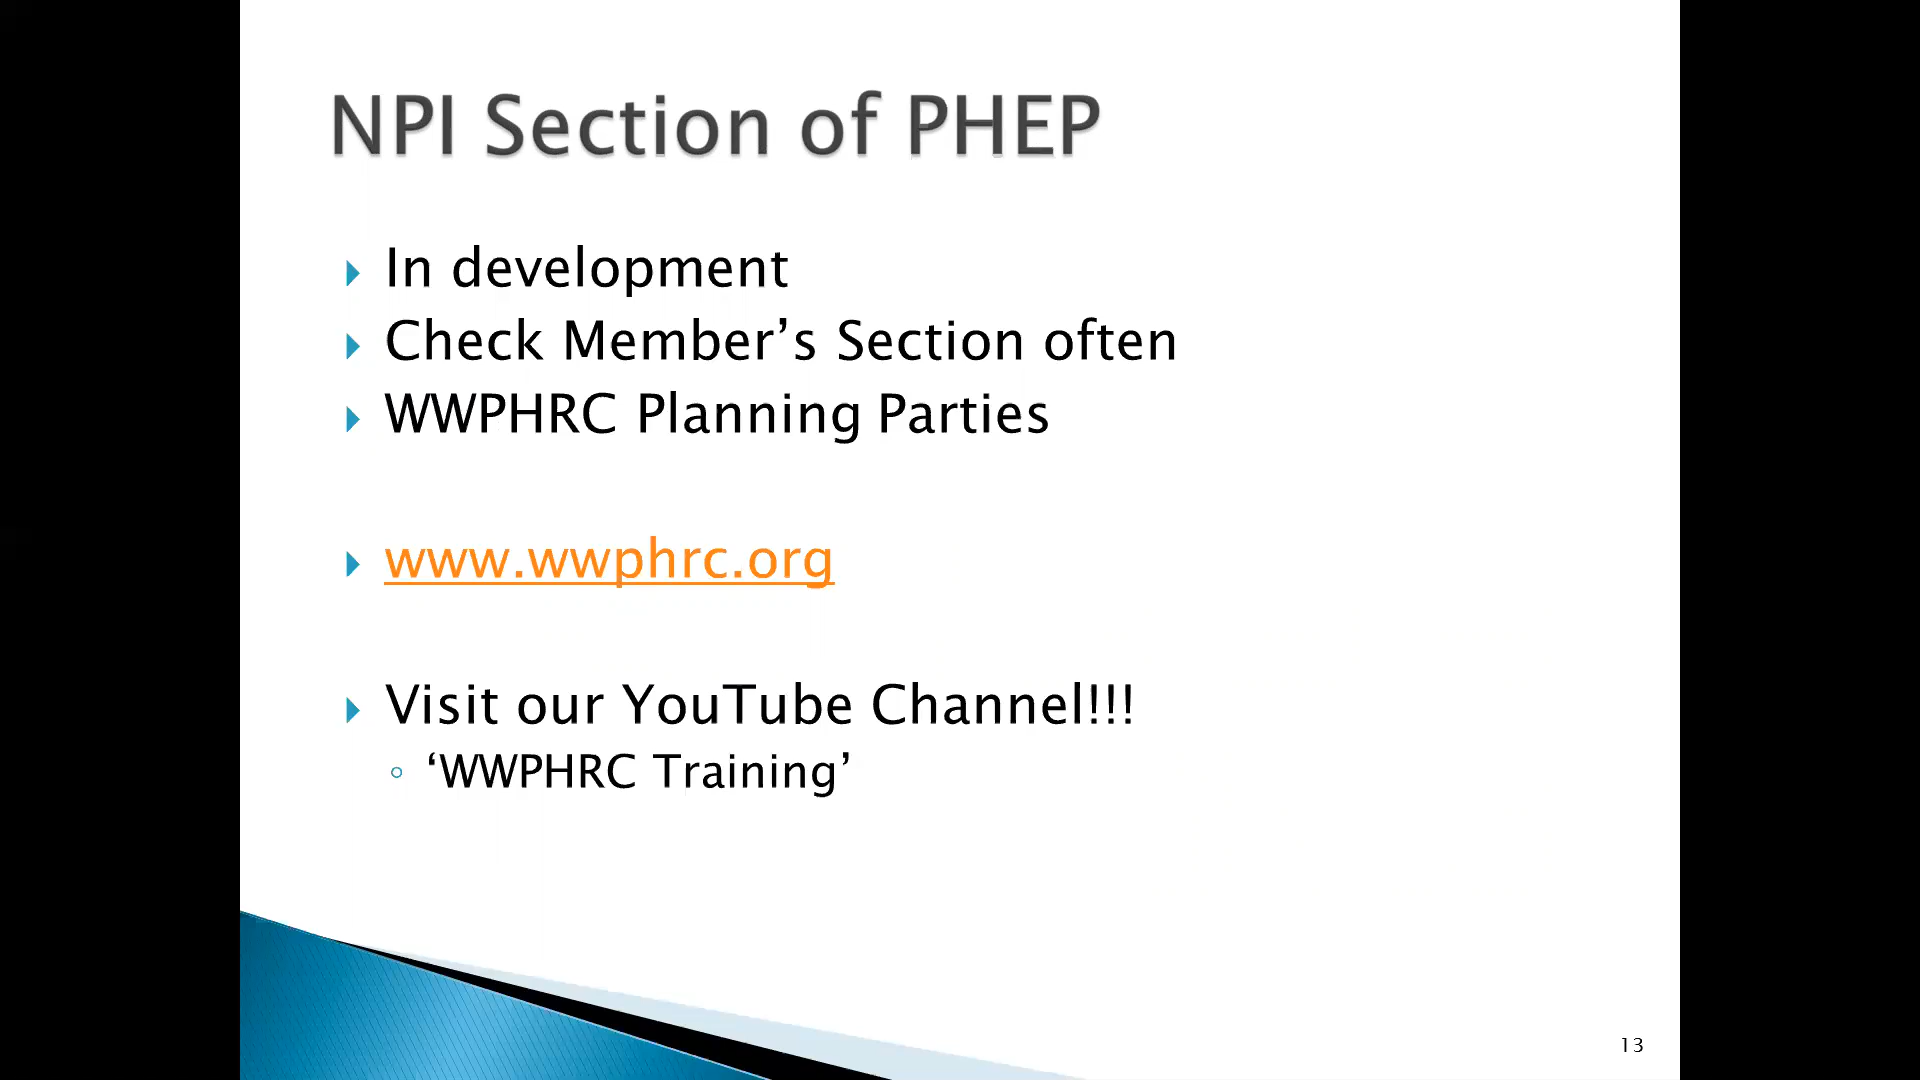 NPI Section of PHEP
In development
Check Member’s Section often
WWPHRC Planning Parties
www.wwphrc.org
Visit our YouTube Channel!!!
‘WWPHRC Training’
13